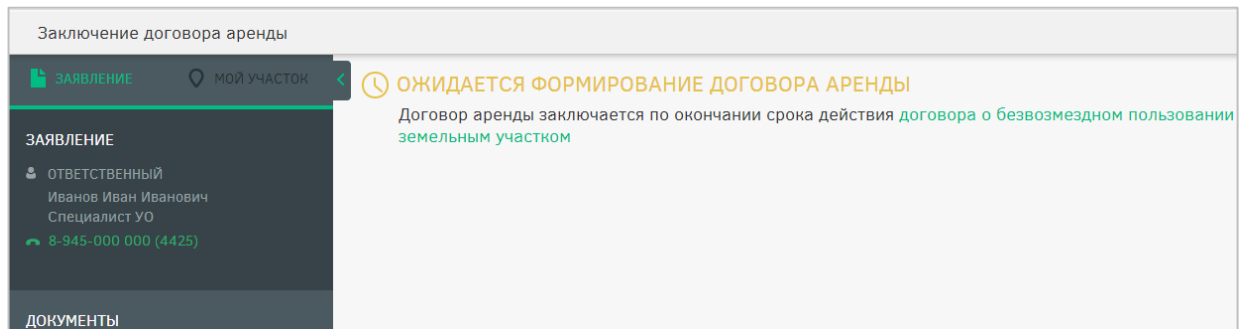 Заключение договора аренды
ЗАЯВЛЕНИЕ МОЙ УЧАСТОК
ОЖИДАЕТСЯ ФОРМИРОВАНИЕ ДОГОВОРА АРЕНДЫ
Договор аренды заключается по окончании срока действия договора о безвозмездном пользовании
земельным участком
ЗАЯВЛЕНИЕ
ОТВЕТСТВЕННЫЙ
Иванов Иван Иванович
Специалист УО
8-945-000 000 (4425)
ДОКУМЕНТЫ